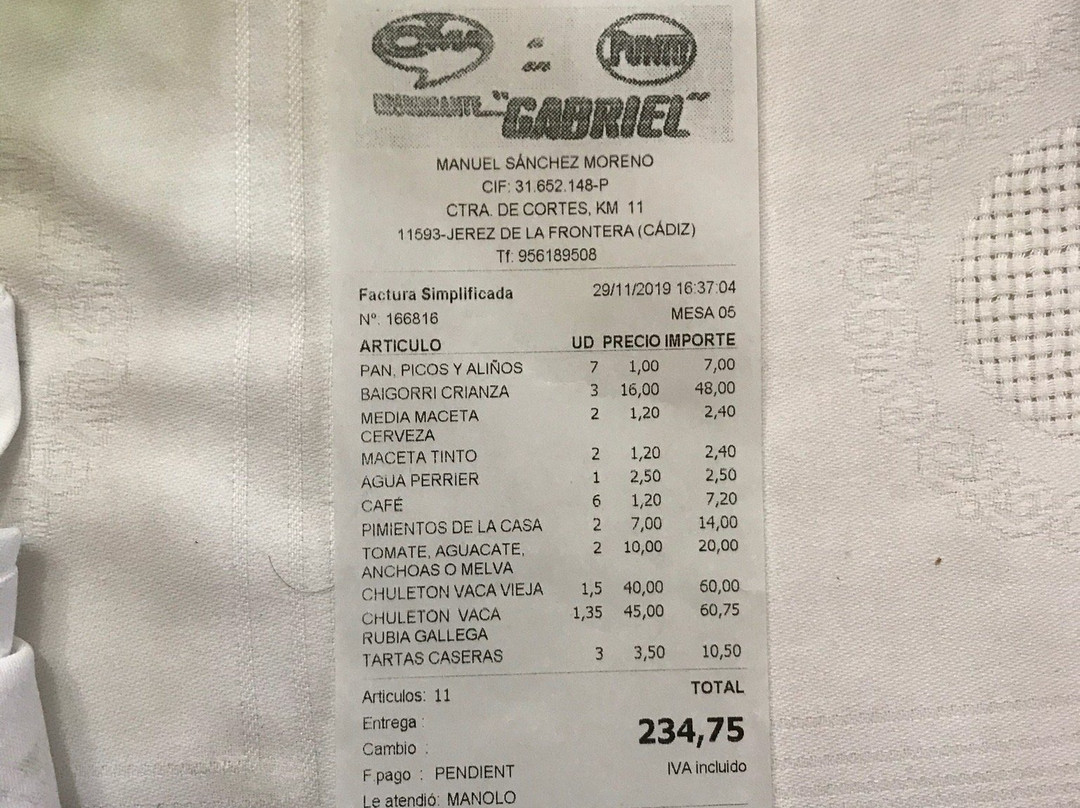 PUNTO
"GABRIEL"
MANUEL SÁNCHEZ MORENO
CIF: 31.652.148-P
CTRA. DE CORTES, KM 11
11593-JEREZ DE LA FRONTERA (CÁDIZ)
Tf: 956189508
Factura Simplificada 29/11/2019 16:37:04
Nº: 166816 MESA 05
ARTICULO UD PRECIO IMPORTE
PAN, PICOS Y ALIÑOS 7 1,00 7,00
BAIGORRI CRIANZA 3 16,00 48,00
MEDIA MACETA 2 1,20 2,40
CERVEZA
MACETA TINTO 2 1,20 2,40
AGUA PERRIER 1 2,50 2,50
CAFÉ 6 1,20 7,20
PIMIENTOS DE LA CASA 2 7,00 14,00
TOMATE, AGUACATE, 2 10,00 20,00
ANCHOAS O MELVA
CHULETON VACA VIEJA 1,5 40,00 60,00
CHULETON VACA 1,35 45,00 60,75
RUBIA GALLEGA
TARTAS CASERAS 3 3,50 10,50
Articulos: 11 TOTAL
Entrega :
234,75
Cambio :
F.pago : PENDIENT IVA incluido
Le atendió: MANOLO